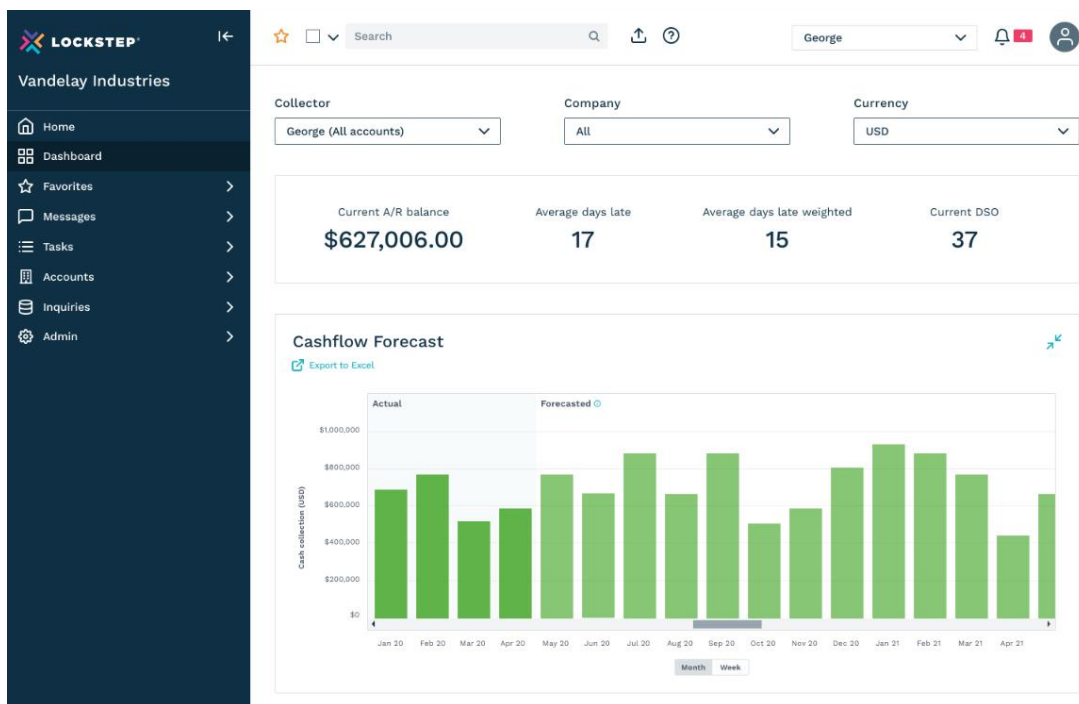 LOCKSTEP
Vandelay Industries
Home
Dashboard
Favorites
Messages
Tasks
Accounts
Inquiries
Admin
Search
George
4
Collector
Company
Currency
George (All accounts)
All
USD
Current A/R balance
Average days late
Average days late weighted
Current DSO
$627,006.00
17
15
37
Cashflow Forecast
Export to Excel
Actual
Forecasted
Cash collection (USD)
$1,000,000
$800,000
$600,000
$400,000
$200,000
$0
Jan 20 Feb 20 Mar 20 Apr 20 May 20 Jun 20 Jul 20 Aug 20 Sep 20 Oct 20 Nov 20 Dec 20 Jan 21 Feb 21 Mar 21 Apr 21
Month Week